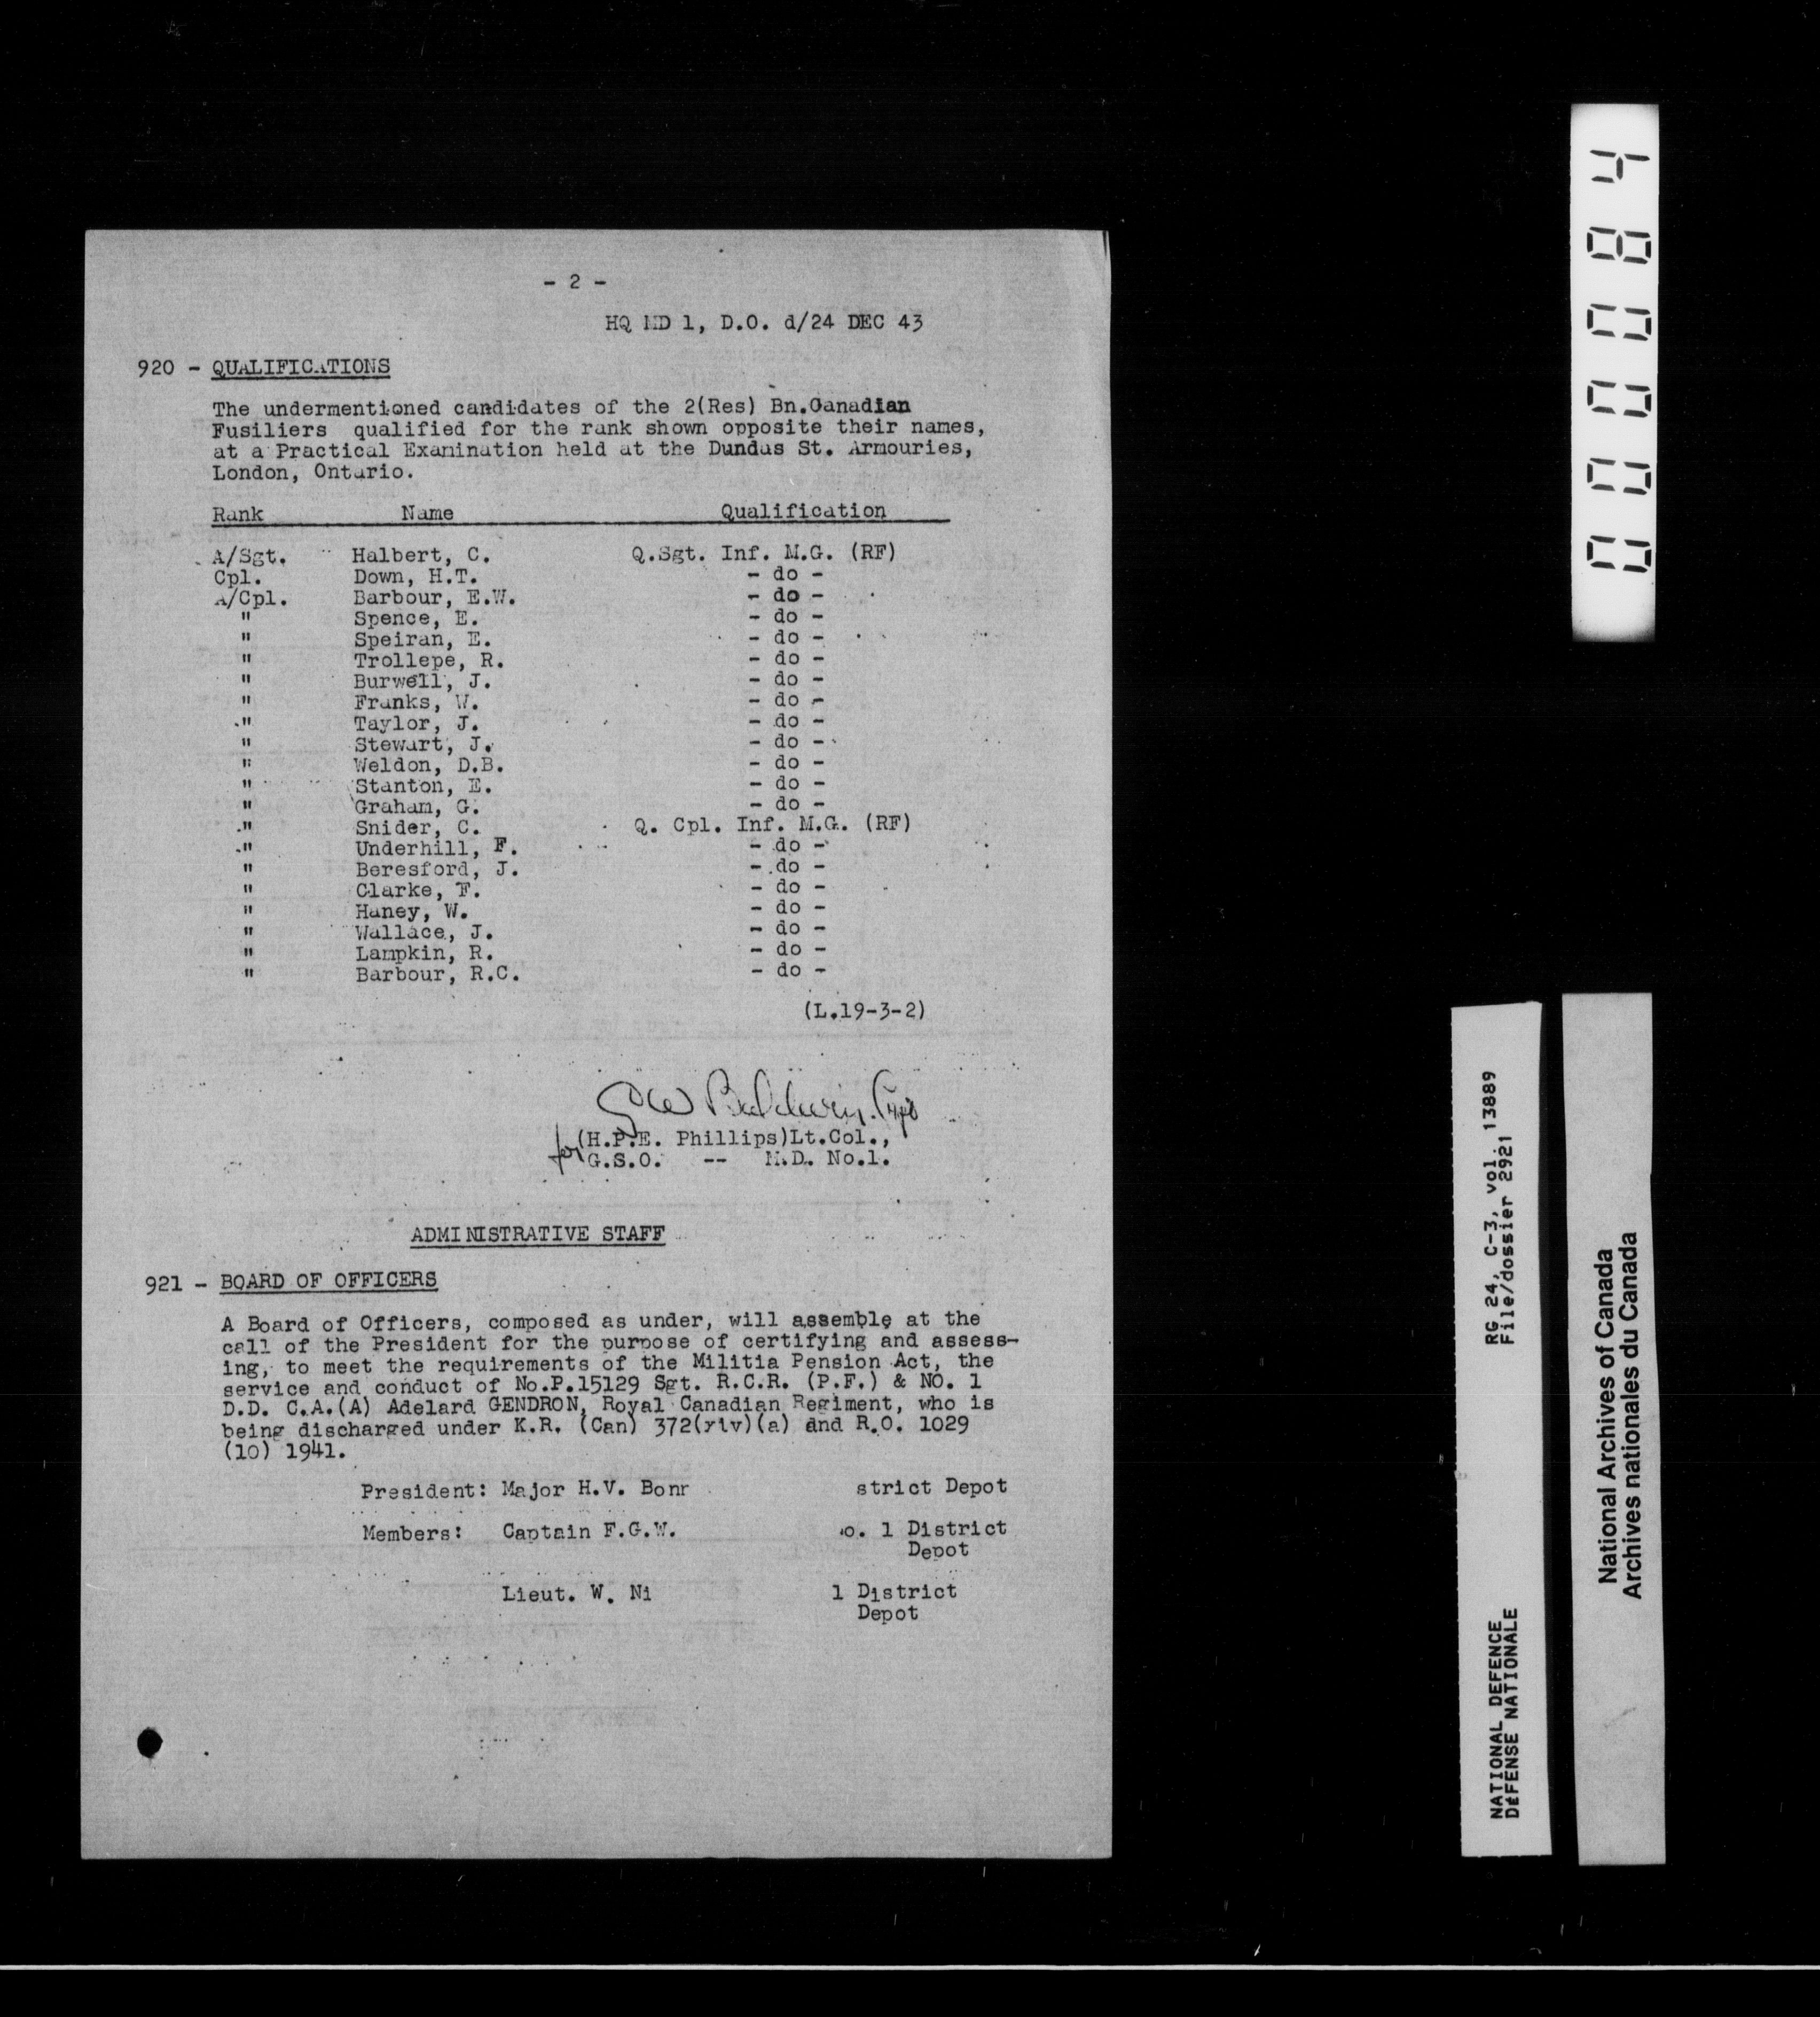 - 2 -
HQ MD 1, D.O. d/24 DEC 43
920 - QUALIFICATIONS
The undermentioned candidates of the 2(Res) Bn.Canadian
Fusiliers qualified for the rank shown opposite their names,
at a Practical Examination held at the Dundas St. Armouries,
London, Ontario.
Rank Name Qualification
A/Sgt. Halbert, C. Q.Sgt. Inf. M.G. (RF)
Cpl. Down, H.T. - do -
A/Cpl. Barbour, E.W. - do -
" Spence, E. - do -
" Speiran, E. - do -
" Trollepe, R. - do -
" Burwell, J. - do -
" Franks, W. - do -
" Taylor, J. - do -
" Stewart, J. - do -
" Weldon, D.B. - do -
" Stanton, E. - do -
" Graham, G. - do -
" Snider, C. Q. Cpl. Inf. M.G. (RF)
" Underhill, F. - do -
" Beresford, J. - do -
" Clarke, F. - do -
" Haney, W. - do -
" Wallace, J. - do -
" Lampkin, R. - do -
" Barbour, R.C. - do -
(L.19-3-2)
GW Baldwin
for (H.P.E. Phillips)Lt.Col.,
G.S.O. -- M.D. No.1.
ADMINISTRATIVE STAFF
921 - BOARD OF OFFICERS
A Board of Officers, composed as under, will assemble at the
call of the President for the purpose of certifying and assess-
ing, to meet the requirements of the Militia Pension Act, the
service and conduct of No.P.15129 Sgt. R.C.R. (P.F.) & NO. 1
D.D. C.A.(A) Adelard GENDRON, Royal Canadian Regiment, who is
being discharged under K.R. (Can) 372(xiv)(a) and R.O. 1029
(10) 1941.
President: Major H.V. Bonr strict Depot
Members: Captain F.G.W. o. 1 District
Depot
Lieut. W. Ni 1 District
Depot
000084
RG 24, C-3, vol. 13889
File/dossier 2921
NATIONAL DEFENCE
DÉFENSE NATIONALE
National Archives of Canada
Archives nationales du Canada